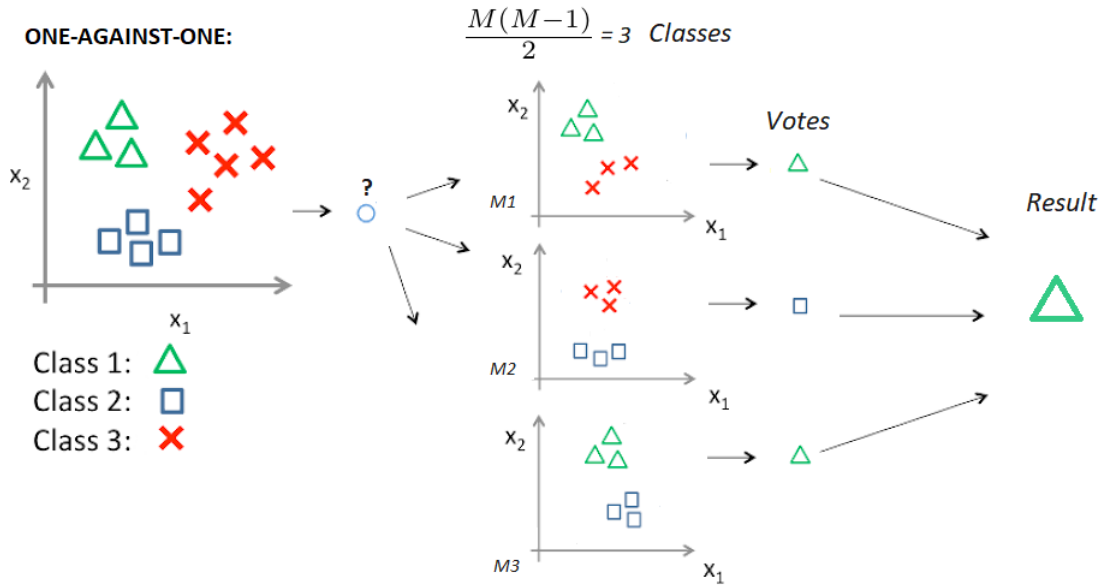 ONE-AGAINST-ONE:
M(M−1)
2
= 3 Classes
x₂
x₁
?
Class 1:
Class 2:
Class 3:
x₂
M1
x₁
x₂
M2
x₁
x₂
M3
x₁
Votes
Result